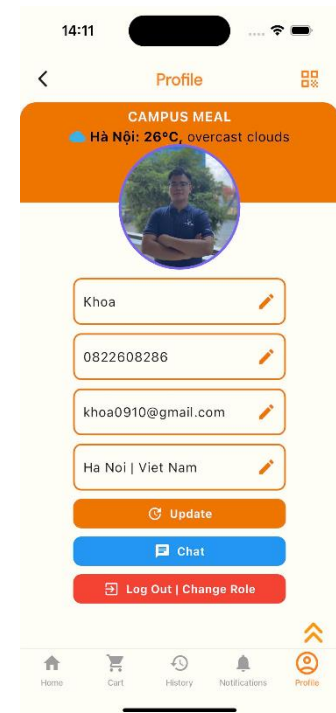 14:11
Profile
CAMPUS MEAL
Hà Nội: 26°C, overcast clouds
Khoa
0822608286
khoa0910@gmail.com
Ha Noi | Viet Nam
Update
Chat
Log Out | Change Role
Home Cart History Notifications Profile